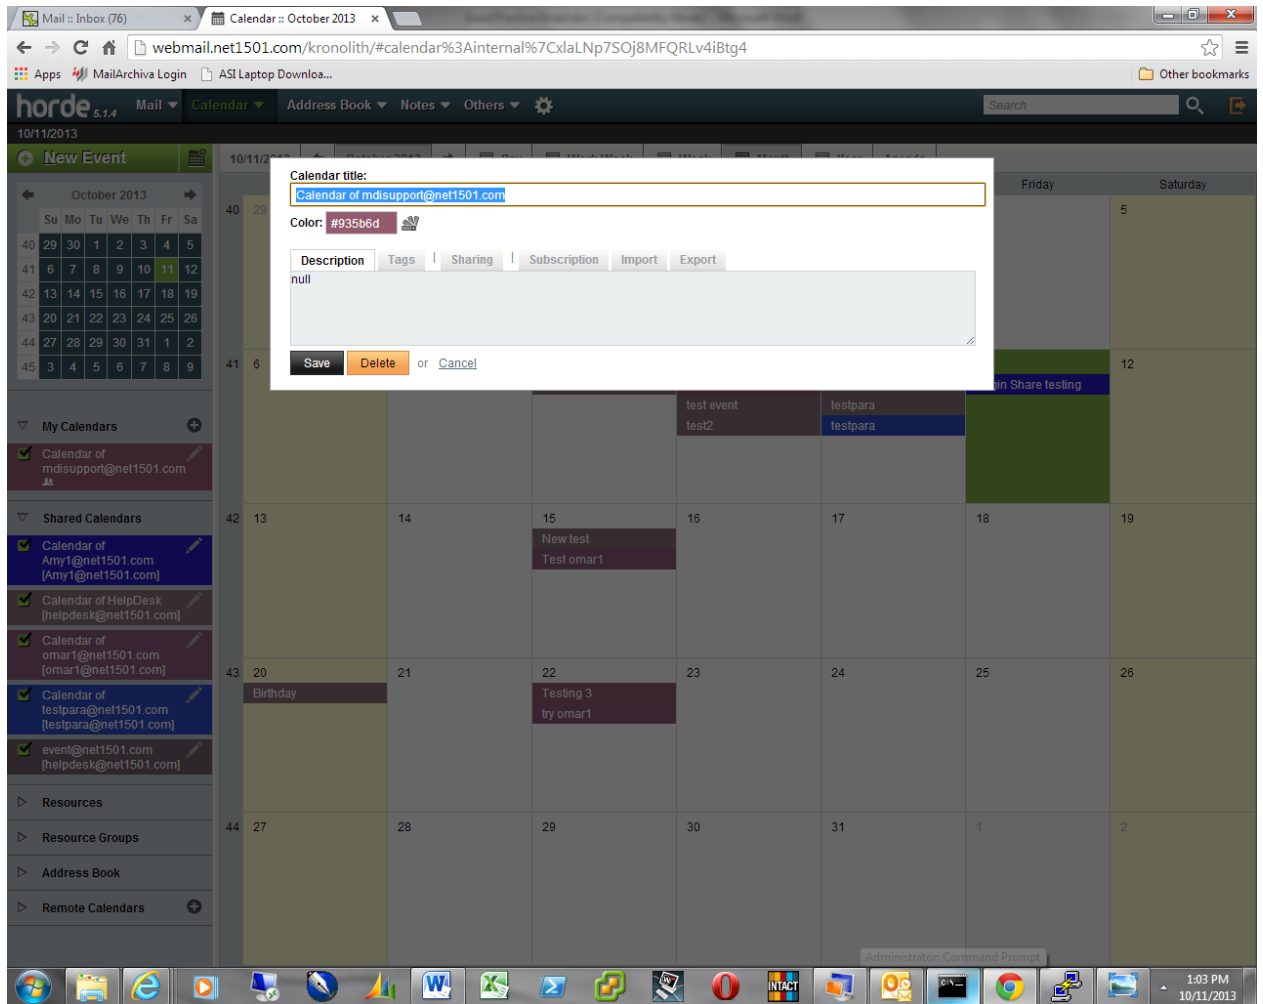 Mail :: Inbox (76)
Calendar :: October 2013
webmail.net1501.com/kronolith/#calendar%3Ainternal%7CxlaLNp7SOj8MFQRLv4iBtg4
Apps MailArchiva Login ASI Laptop Downloa... Other bookmarks
horde 5.1.4 Mail Calendar Address Book Notes Others Search
10/11/2013
New Event
Calendar title:
Calendar of mdisupport@net1501.com
Color: #935b6d
Description Tags | Sharing | Subscription Import Export
null
Save Delete or Cancel
October 2013
Su Mo Tu We Th Fr Sa
40 29 30 1 2 3 4 5
41 6 7 8 9 10 11 12
42 13 14 15 16 17 18 19
43 20 21 22 23 24 25 26
44 27 28 29 30 31 1 2
45 3 4 5 6 7 8 9
My Calendars
Calendar of
mdisupport@net1501.com
Shared Calendars
Calendar of
Amy1@net1501.com
[Amy1@net1501.com]
Calendar of HelpDesk
[helpdesk@net1501.com]
Calendar of
omar1@net1501.com
[omar1@net1501.com]
Calendar of
testpara@net1501.com
[testpara@net1501.com]
event@net1501.com
[helpdesk@net1501.com]
Resources
Resource Groups
Address Book
Remote Calendars
Friday Saturday
40 29 5
41 6 12
Share testing
test event testpara
test2 testpara
42 13 14 15 16 17 18 19
New test
Test omar1
43 20 21 22 23 24 25 26
Birthday Testing 3
try omar1
44 27 28 29 30 31 1 2
Administrator: Command Prompt
INTACT
1:03 PM
10/11/2013